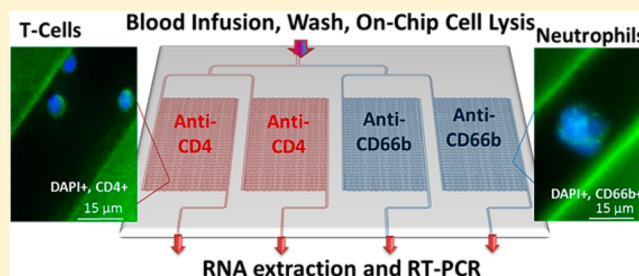 Blood Infusion, Wash, On-Chip Cell Lysis
T-Cells
Neutrophils
Anti-
CD4
Anti-
CD4
Anti-
CD66b
Anti-
CD66b
DAPI+, CD4+
15 µm
DAPI+, CD66b+
15 µm
RNA extraction and RT-PCR